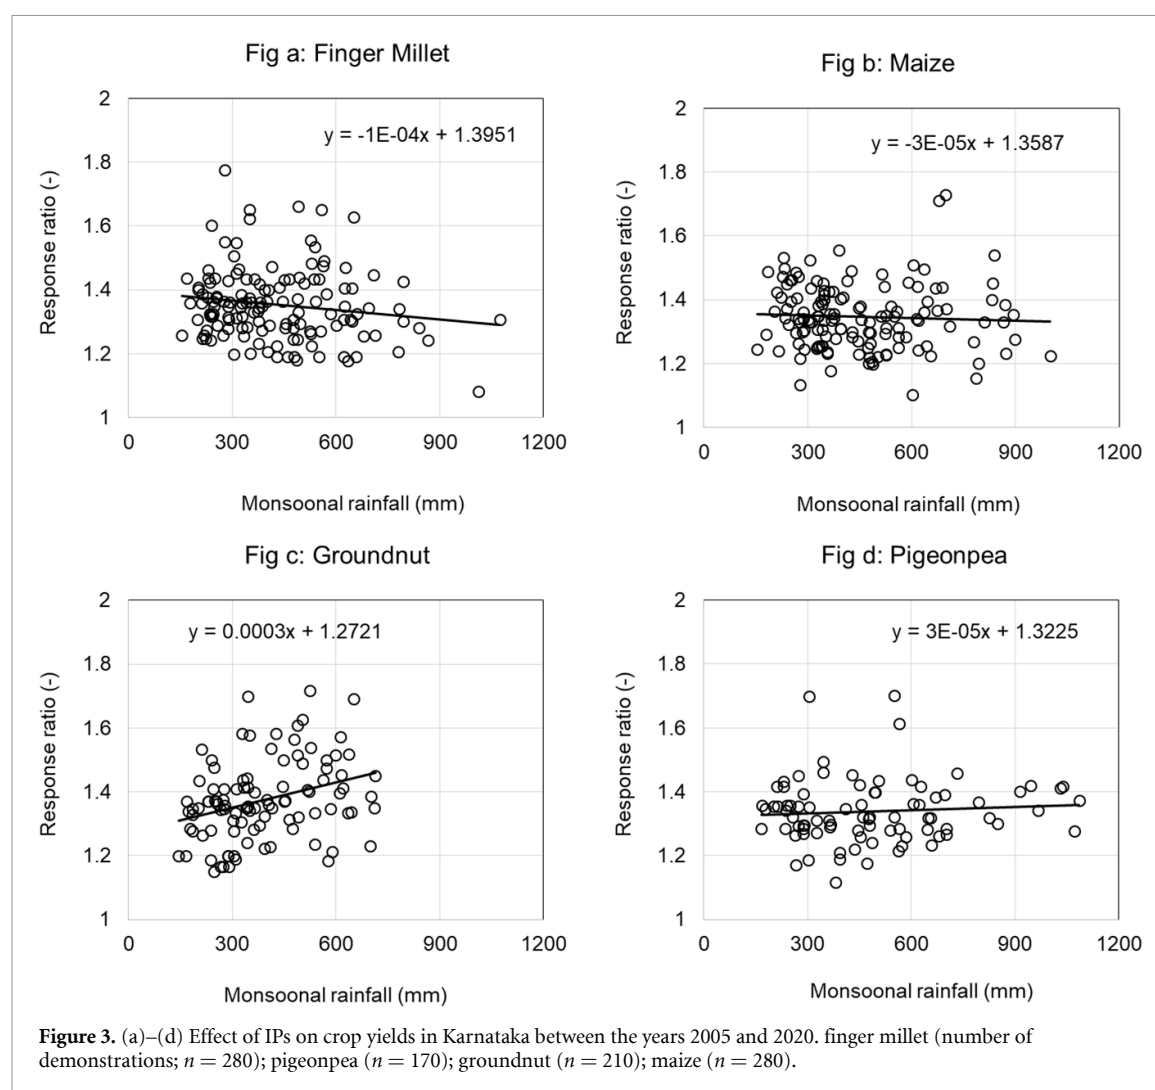 Fig a: Finger Millet
y = -1E-04x + 1.3951
Response ratio (-)
2
1.8
1.6
1.4
1.2
1
0 300 600 900 1200
Monsoonal rainfall (mm)
Fig b: Maize
y = -3E-05x + 1.3587
Response ratio (-)
2
1.8
1.6
1.4
1.2
1
0 300 600 900 1200
Monsoonal rainfall (mm)
Fig c: Groundnut
y = 0.0003x + 1.2721
Response ratio (-)
2
1.8
1.6
1.4
1.2
1
0 300 600 900 1200
Monsoonal rainfall (mm)
Fig d: Pigeonpea
y = 3E-05x + 1.3225
Response ratio (-)
2
1.8
1.6
1.4
1.2
1
0 300 600 900 1200
Monsoonal rainfall (mm)
Figure 3. (a)–(d) Effect of IPs on crop yields in Karnataka between the years 2005 and 2020. finger millet (number of
demonstrations; n = 280); pigeonpea (n = 170); groundnut (n = 210); maize (n = 280).